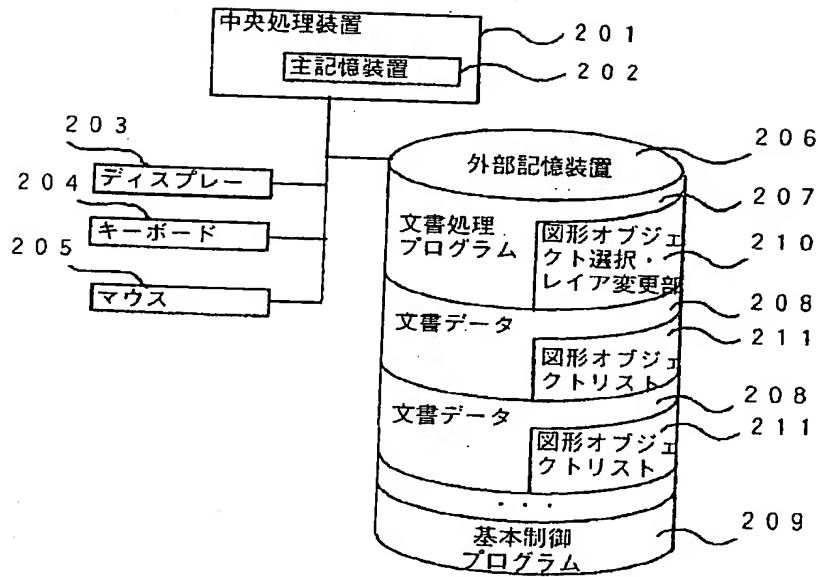 中央処理装置
201
主記憶装置
202
203
ディスプレー
204
キーボード
205
マウス
外部記憶装置
206
207
文書処理
プログラム
図形オブジェ
クト選択・
レイア変更部
210
208
文書データ
図形オブジェ
クトリスト
211
208
文書データ
図形オブジェ
クトリスト
211
・・・
基本制御
プログラム
209